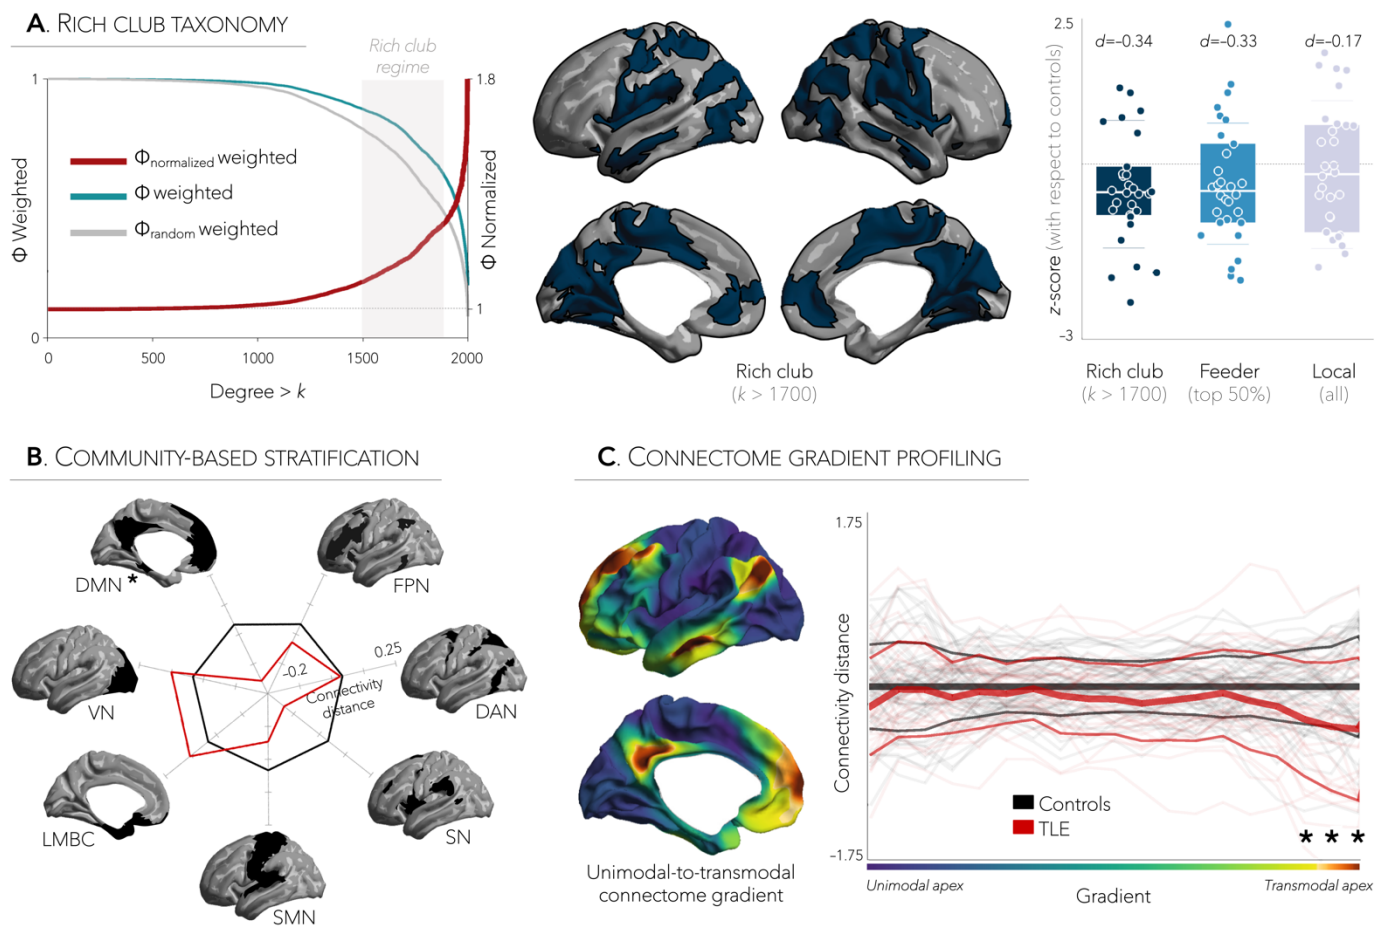 A. RICH CLUB TAXONOMY
Rich club
regime
1
1.8
Φnormalized weighted
Φ weighted
Φrandom weighted
Φ Weighted
Φ Normalized
0
1
0
500
1000
1500
2000
Degree > k
Rich club
(k > 1700)
2.5
d=-0.34
d=-0.33
d=-0.17
z-score (with respect to controls)
–3
Rich club
(k > 1700)
Feeder
(top 50%)
Local
(all)
B. COMMUNITY-BASED STRATIFICATION
DMN *
FPN
VN
DAN
LMBC
SN
SMN
0.25
–0.2
Connectivity
distance
C. CONNECTOME GRADIENT PROFILING
Unimodal-to-transmodal
connectome gradient
1.75
Connectivity distance
–1.75
Controls
TLE
* * *
Unimodal apex
Gradient
Transmodal apex